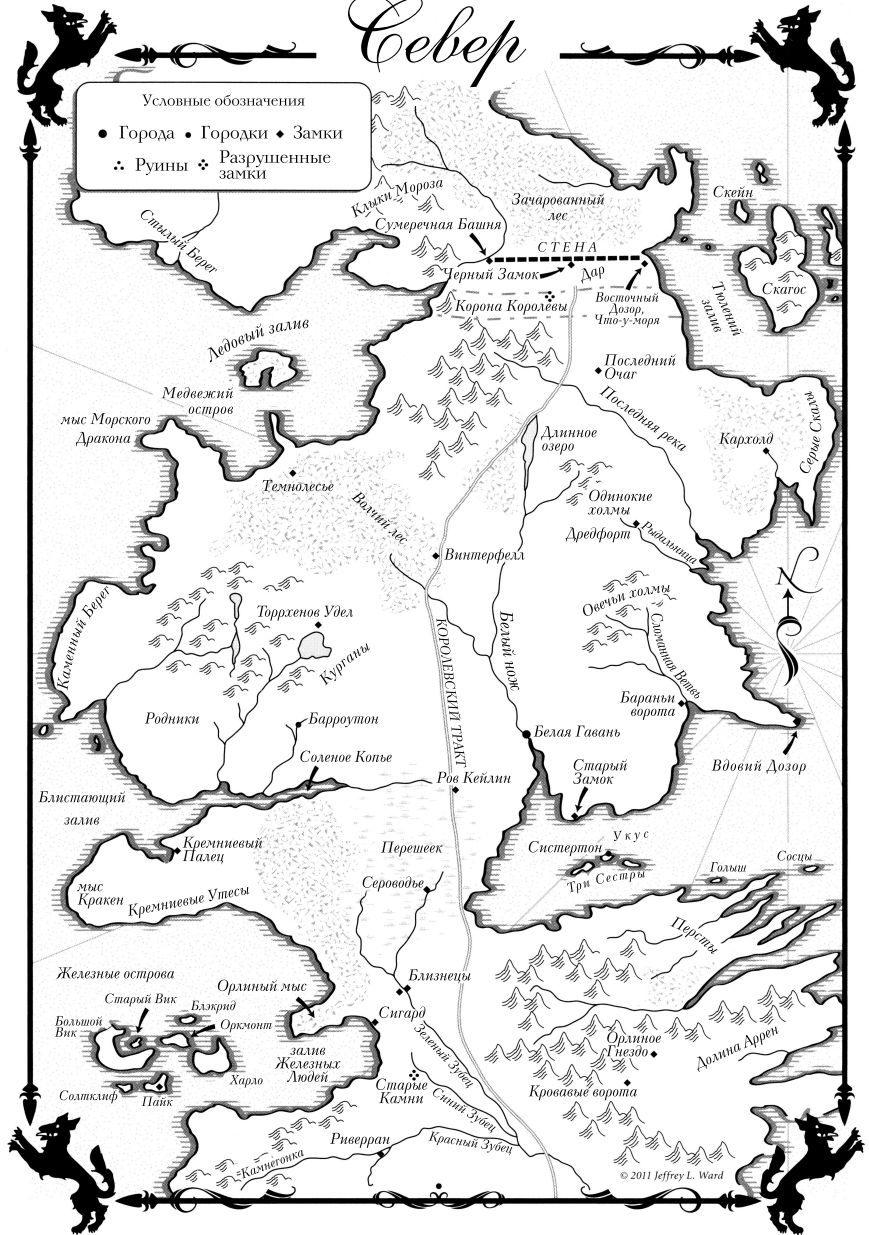 Север
Условные обозначения
Города
Городки
Замки
Руины
Разрушенные
замки
Клыки Мороза
Стылый Берег
Сумеречная Башня
Зачарованный
лес
Скейн
СТЕНА
Черный Замок
Дар
Скагос
Корона Королевы
Восточный
Дозор,
Что-у-моря
Тюлений
залив
Ледовый залив
Последний
Очаг
Медвежий
остров
мыс Морского
Дракона
Последняя река
Длинное
озеро
Кархолд
Серые Скалы
Темнолесье
Волчий лес
Одинокие
холмы
Дредфорт
Рыдальница
Винтерфелл
Каменный Берег
Торрхенов Удел
Курганы
Овечьи холмы
Сломанная Ветвь
КОРОЛЕВСКИЙ ТРАКТ
Белый нож
Родники
Барроутон
Бараньи
ворота
Белая Гавань
Соленое Копье
Старый
Замок
Вдовий Дозор
Ров Кейлин
Блистающий
залив
Кремниевый
Палец
Перешеек
Укус
Систертон
Три Сестры
Голыш
Сосцы
мыс
Кракен
Кремниевые Утесы
Сероводье
Персты
Железные острова
Близнецы
Орлиный мыс
Старый Вик
Блэкрид
Большой
Вик
Оркмонт
Сигард
залив
Железных
Людей
Зеленый Зубец
Орлиное
Гнездо
Долина Аррен
Харло
Солтклиф
Пайк
Старые
Камни
Синий Зубец
Кровавые ворота
Риверран
Красный Зубец
Камнегонка
© 2011 Jeffrey L. Ward